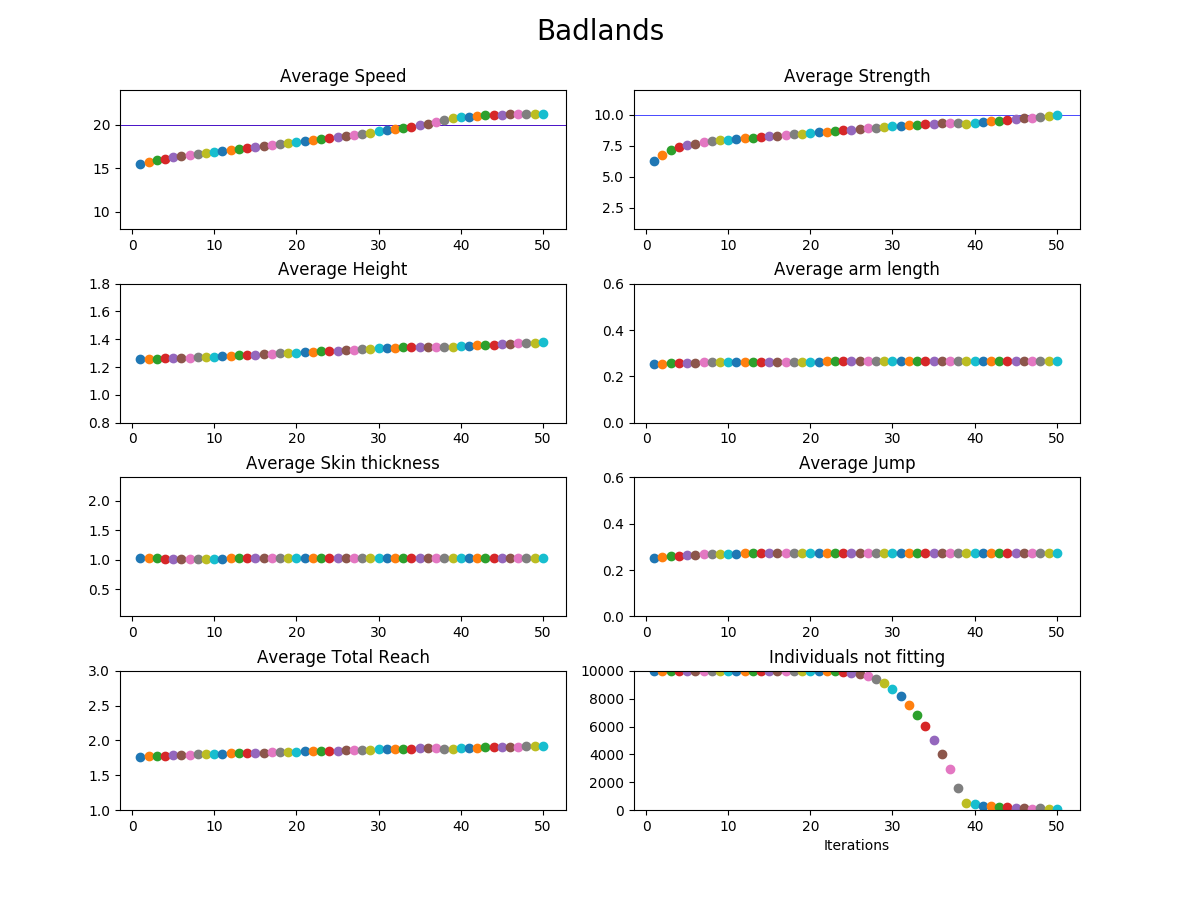 Badlands
Average Speed
20
15
10
0 10 20 30 40 50
Average Strength
10.0
7.5
5.0
2.5
0 10 20 30 40 50
Average Height
1.8
1.6
1.4
1.2
1.0
0.8
0 10 20 30 40 50
Average arm length
0.6
0.4
0.2
0.0
0 10 20 30 40 50
Average Skin thickness
2.0
1.5
1.0
0.5
0 10 20 30 40 50
Average Jump
0.6
0.4
0.2
0.0
0 10 20 30 40 50
Average Total Reach
3.0
2.5
2.0
1.5
1.0
0 10 20 30 40 50
Individuals not fitting
10000
8000
6000
4000
2000
0
0 10 20 30 40 50
Iterations